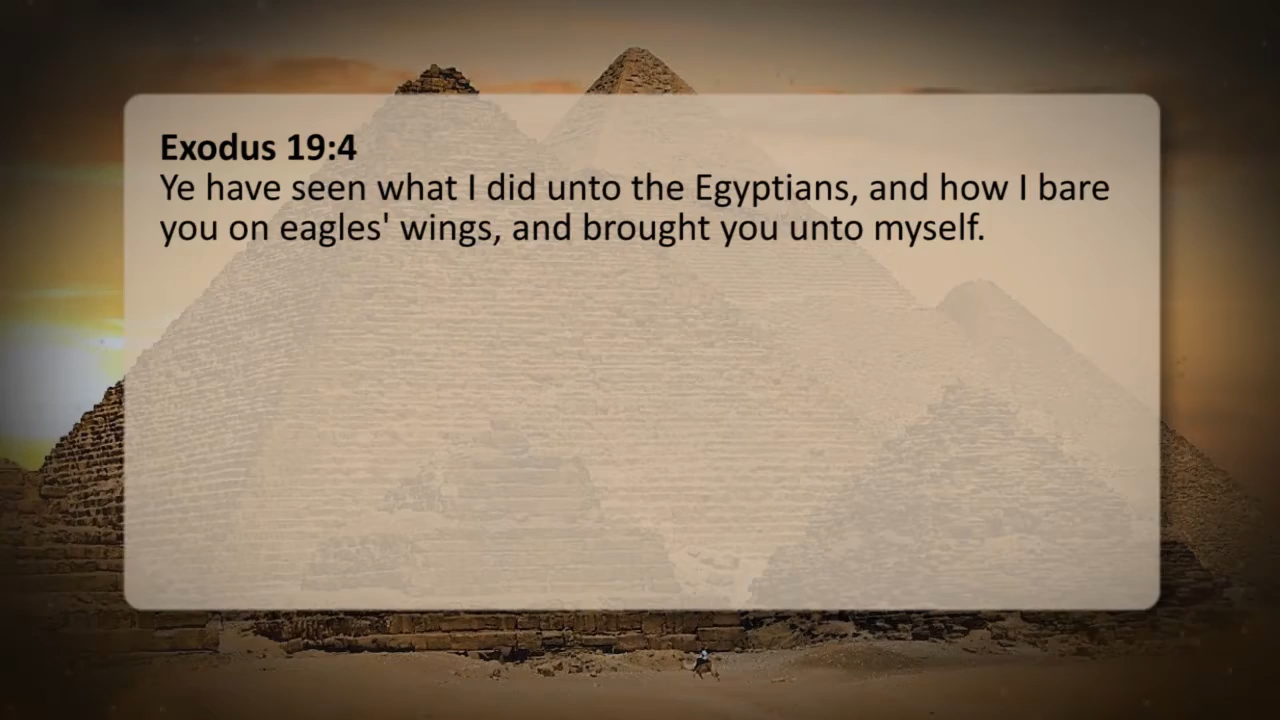 Exodus 19:4
Ye have seen what I did unto the Egyptians, and how I bare
you on eagles' wings, and brought you unto myself.